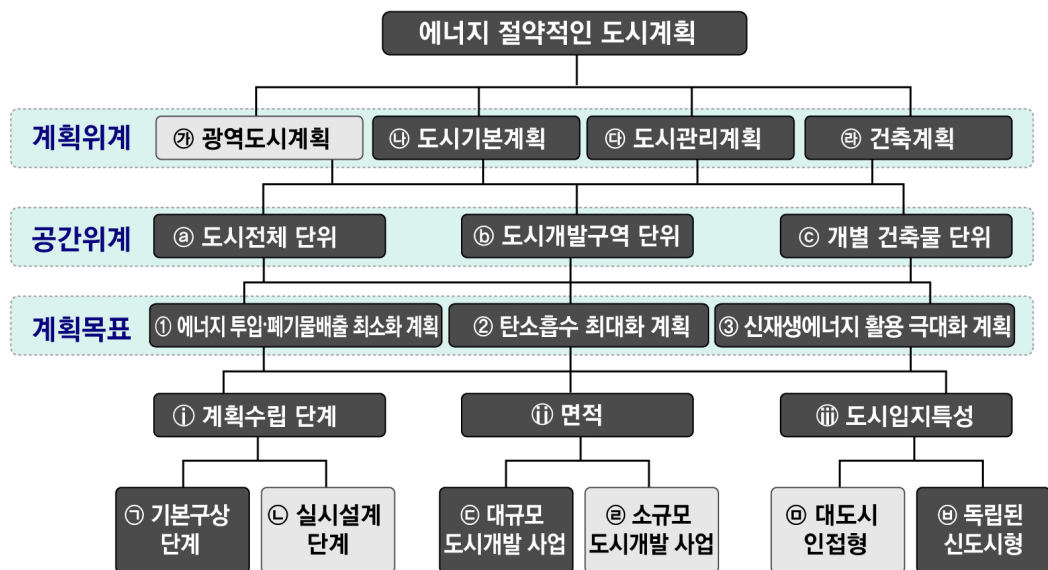 에너지 절약적인 도시계획
계획위계
㉮ 광역도시계획
㉯ 도시기본계획
㉰ 도시관리계획
㉱ 건축계획
공간위계
ⓐ 도시전체 단위
ⓑ 도시개발구역 단위
ⓒ 개별 건축물 단위
계획목표
① 에너지 투입·폐기물배출 최소화 계획
② 탄소흡수 최대화 계획
③ 신재생에너지 활용 극대화 계획
ⓘ 계획수립 단계
ⓘⓘ 면적
ⓘⓘⓘ 도시입지특성
㉠ 기본구상
단계
㉡ 실시설계
단계
㉢ 대규모
도시개발 사업
㉣ 소규모
도시개발 사업
㉤ 대도시
인접형
㉥ 독립된
신도시형